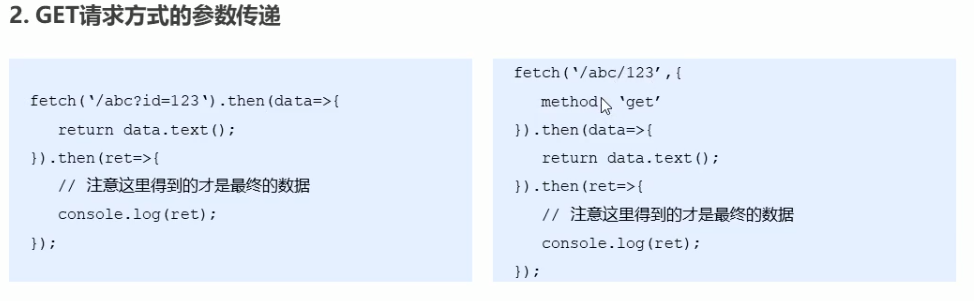 2. GET请求方式的参数传递
fetch(‘/abc?id=123‘).then(data=>{
return data.text();
}).then(ret=>{
// 注意这里得到的才是最终的数据
console.log(ret);
});
fetch(‘/abc/123’,{
method ‘get’
}).then(data=>{
return data.text();
}).then(ret=>{
// 注意这里得到的才是最终的数据
console.log(ret);
});